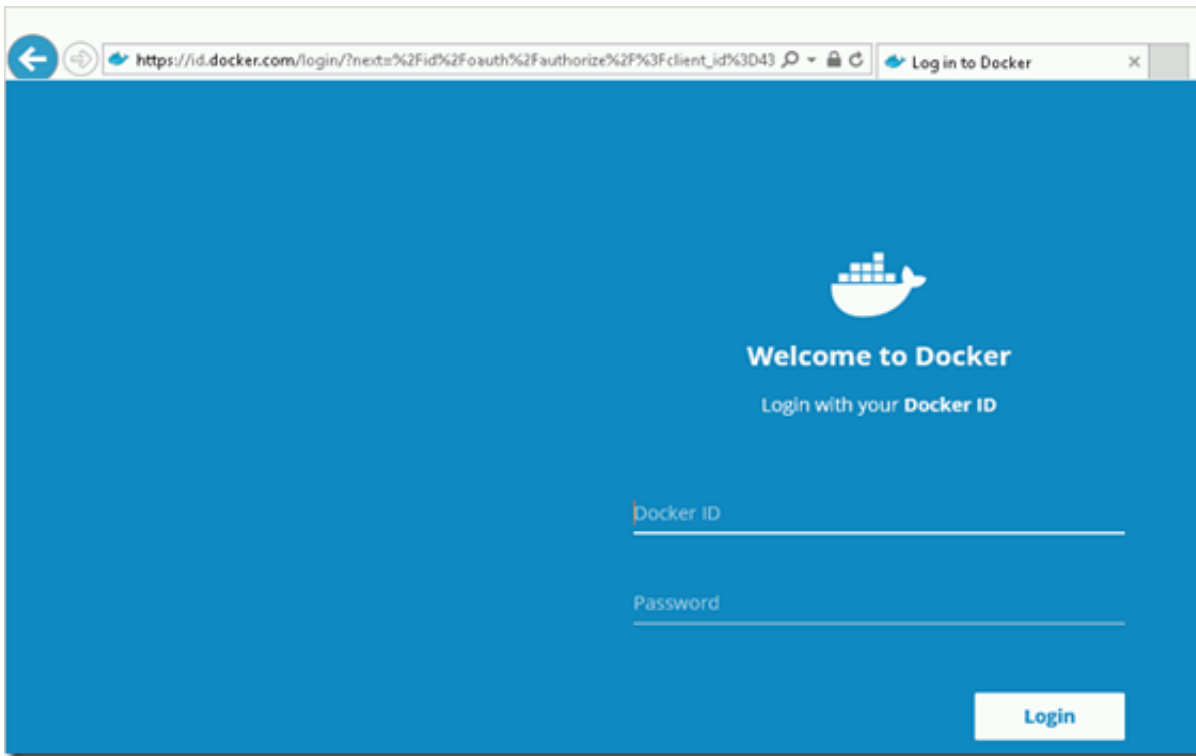 https://id.docker.com/login/?next=%2Fid%2Foauth%2Fauthorize%2F%3Fclient_id%3D43
Log in to Docker
Welcome to Docker
Login with your Docker ID
Docker ID
Password
Login